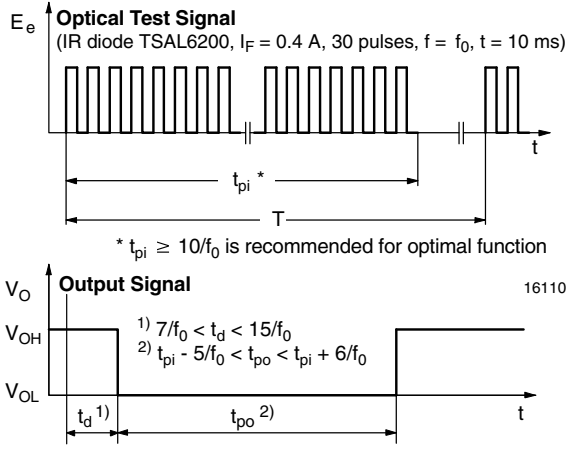 E_e
Optical Test Signal
(IR diode TSAL6200, I_F = 0.4 A, 30 pulses, f = f_0, t = 10 ms)
t
t_pi *
T
* t_pi ≥ 10/f_0 is recommended for optimal function
V_O
Output Signal
16110
V_OH
1) 7/f_0 < t_d < 15/f_0
2) t_pi - 5/f_0 < t_po < t_pi + 6/f_0
V_OL
t_d 1)
t_po 2)
t